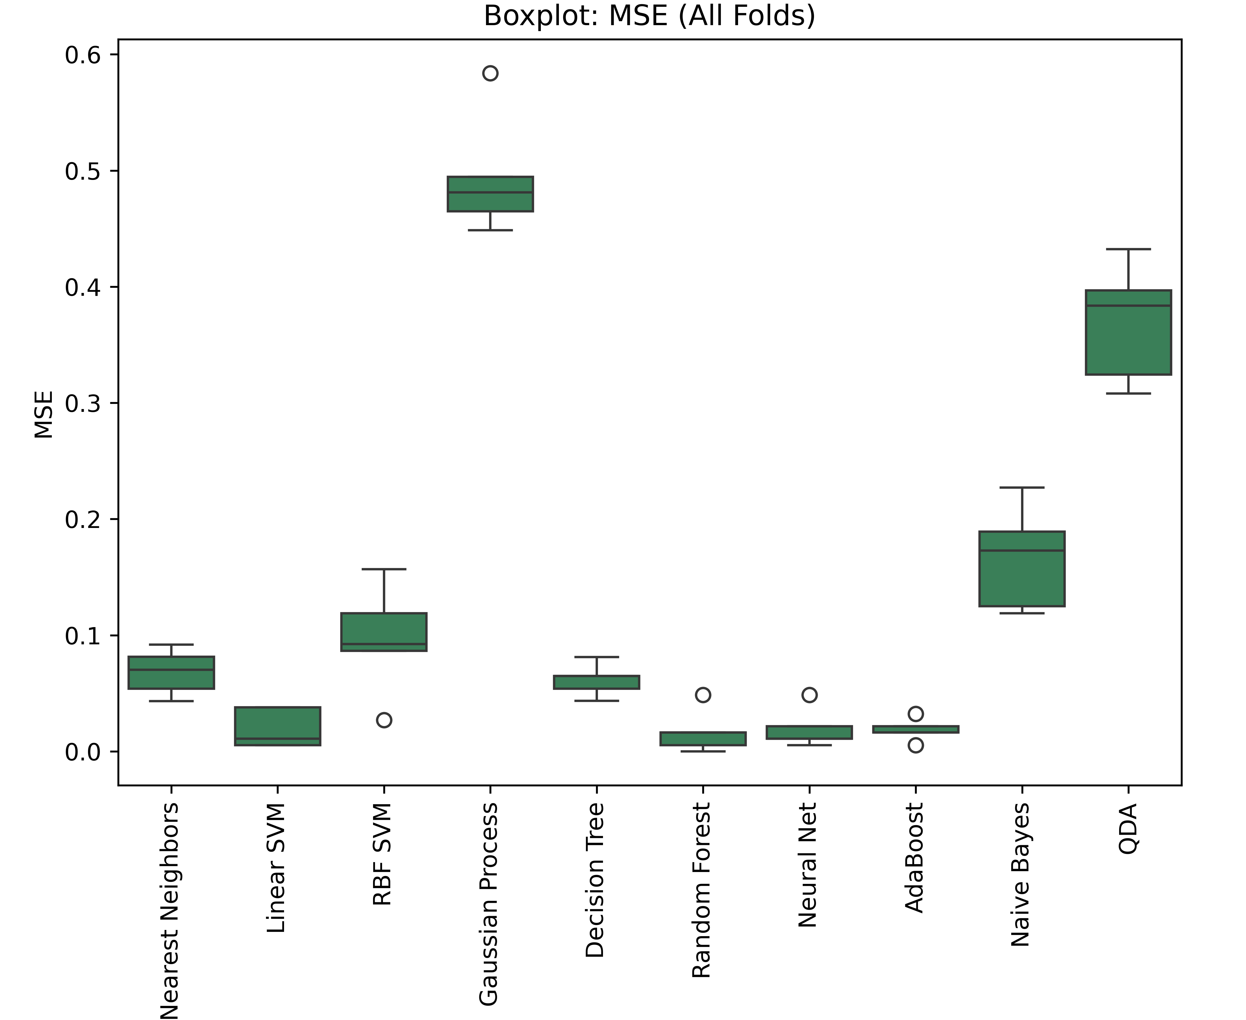 Boxplot: MSE (All Folds)
MSE
0.6
0.5
0.4
0.3
0.2
0.1
0.0
Nearest Neighbors
Linear SVM
RBF SVM
Gaussian Process
Decision Tree
Random Forest
Neural Net
AdaBoost
Naive Bayes
QDA